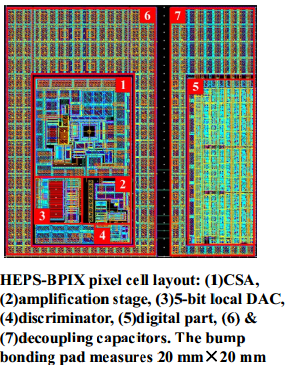 6 7
1 5
2
3
4
HEPS-BPIX pixel cell layout: (1)CSA,
(2)amplification stage, (3)5-bit local DAC,
(4)discriminator, (5)digital part, (6) &
(7)decoupling capacitors. The bump
bonding pad measures 20 mm×20 mm